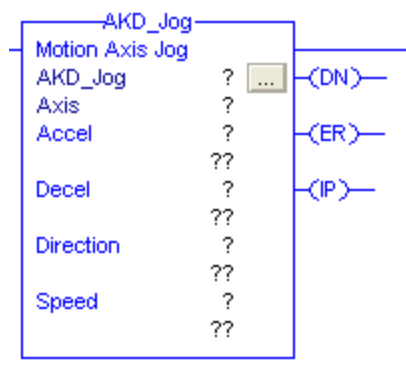 AKD_Jog
Motion Axis Jog
AKD_Jog ? ... (DN)
Axis ?
Accel ? (ER)
??
Decel ? (IP)
??
Direction ?
??
Speed ?
??